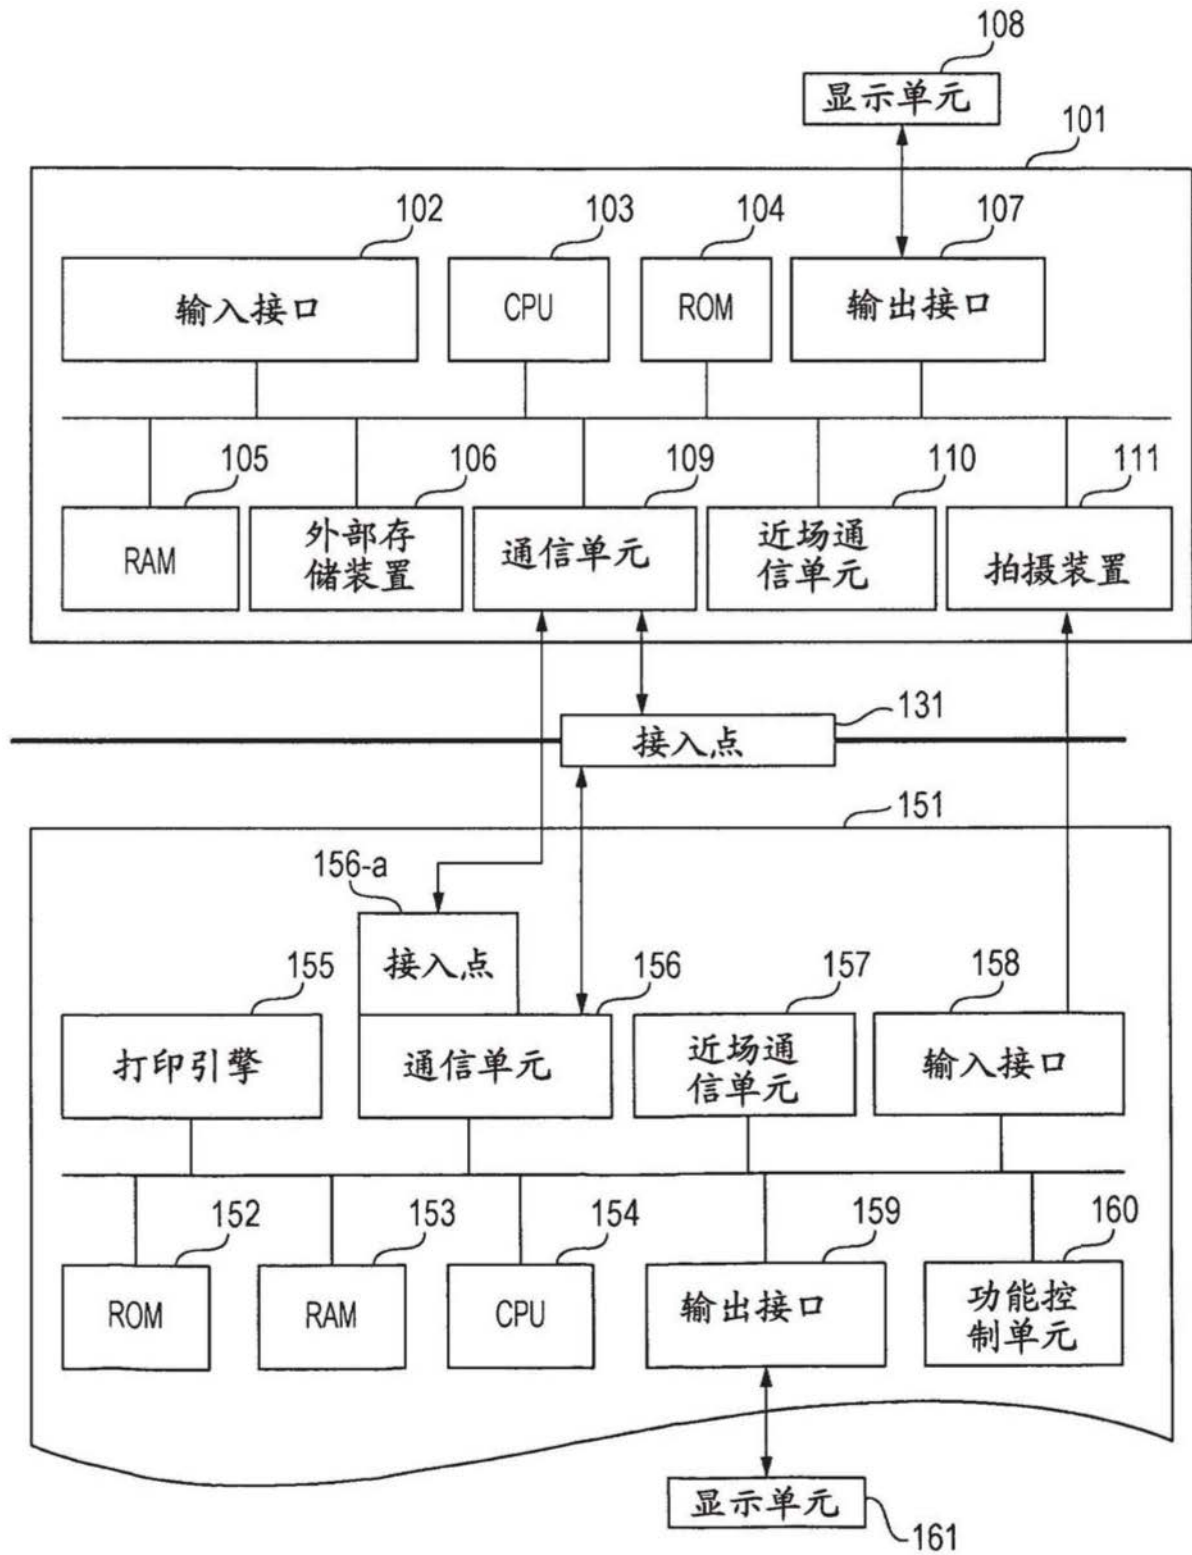 108
显示单元
101
102
103
104
107
输入接口
CPU
ROM
输出接口
105
106
109
110
111
RAM
外部存
储装置
通信单元
近场通
信单元
拍摄装置
131
接入点
151
156-a
接入点
155
156
157
158
打印引擎
通信单元
近场通
信单元
输入接口
152
153
154
159
160
ROM
RAM
CPU
输出接口
功能控
制单元
显示单元
161